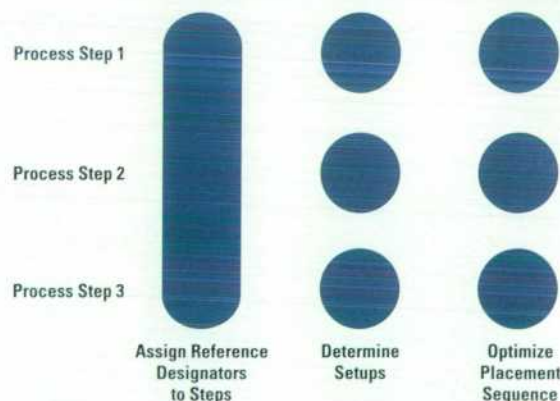 Process Step 1
Process Step 2
Process Step 3
Assign Reference
Designators
to Steps
Determine
Setups
Optimize
Placement
Sequence